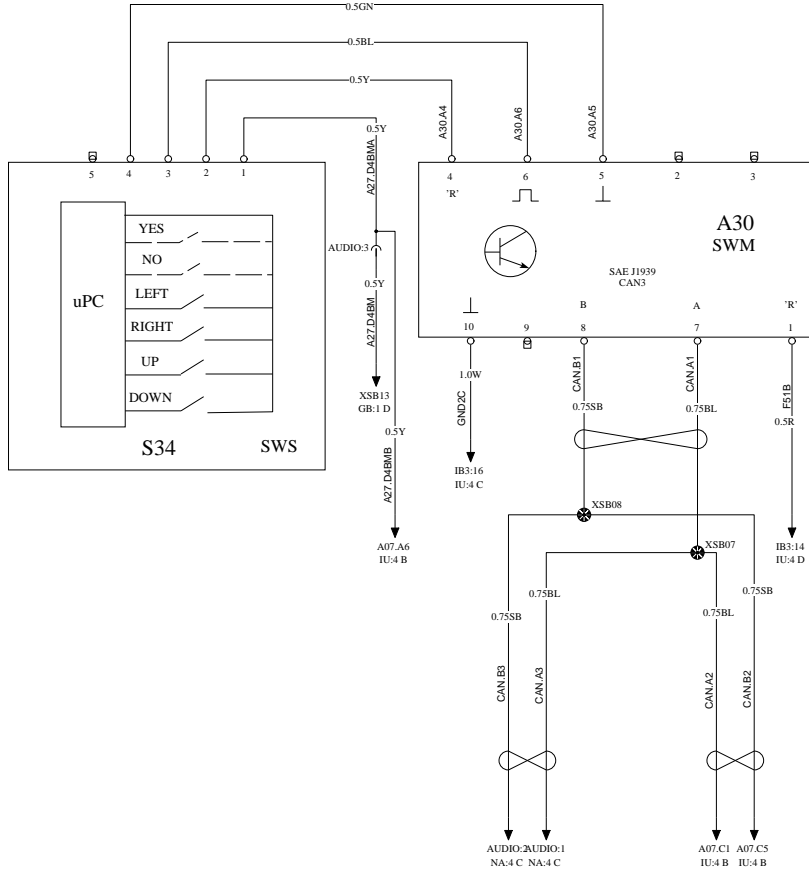 0.5GN
0.5BL
0.5Y
0.5Y
A27.D4BMA
A30.A4
A30.A6
A30.A5
5 4 3 2 1
4 6 5 2 3
'R'
A30
SWM
SAE J1939
CAN3
B A 'R'
10 9 8 7 1
uPC
YES
NO
LEFT
RIGHT
UP
DOWN
S34 SWS
AUDIO:3
0.5Y
A27.D4BM
XSB13
GB:1 D
0.5Y
A27.D4BMB
A07.A6
IU:4 B
1.0W
GND2C
IB3:16
IU:4 C
CAN.B1
0.75SB
CAN.A1
0.75BL
F51B
0.5R
IB3:14
IU:4 D
XSB08
XSB07
0.75SB
0.75BL
0.75BL
0.75SB
CAN.B3
CAN.A3
CAN.A2
CAN.B2
AUDIO:2 AUDIO:1
NA:4 C NA:4 C
A07.C1 A07.C5
IU:4 B IU:4 B